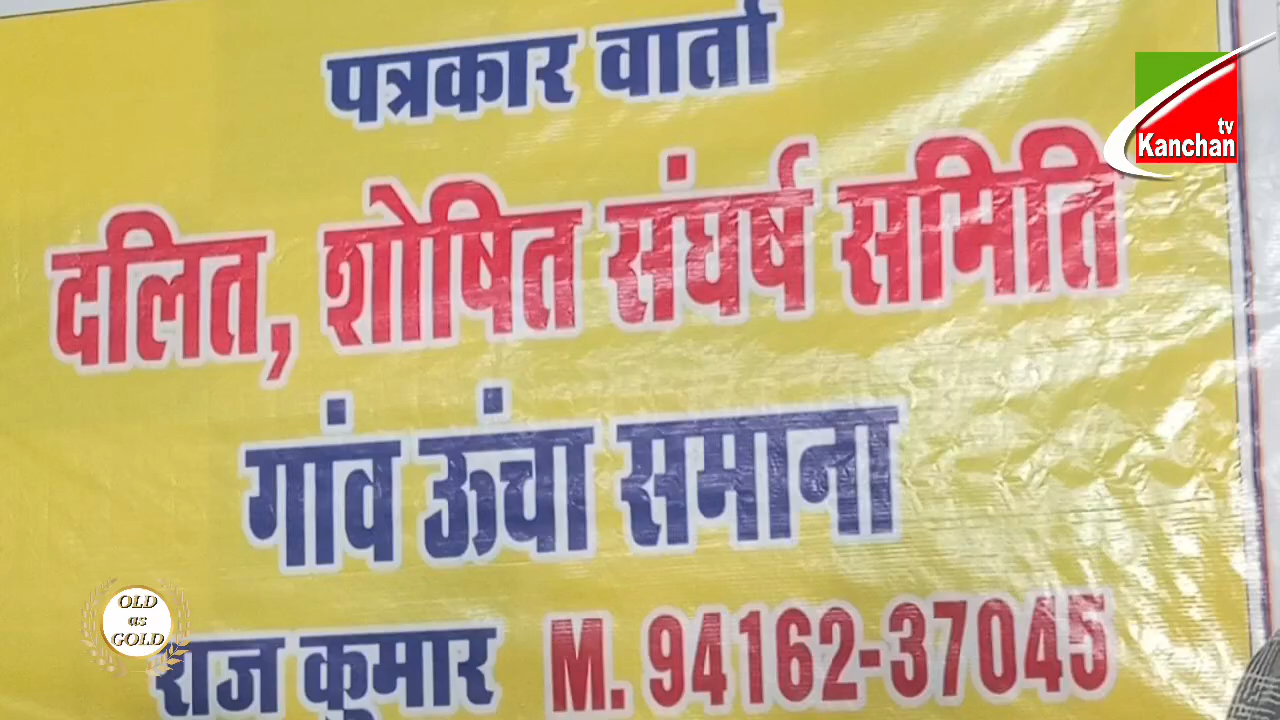 पत्रकार वार्ता
tv
Kanchan
दलित, शोषित संघर्ष समिति
गांव ऊंचा समाना
OLD
as
GOLD
राज कुमार M. 94162-37045